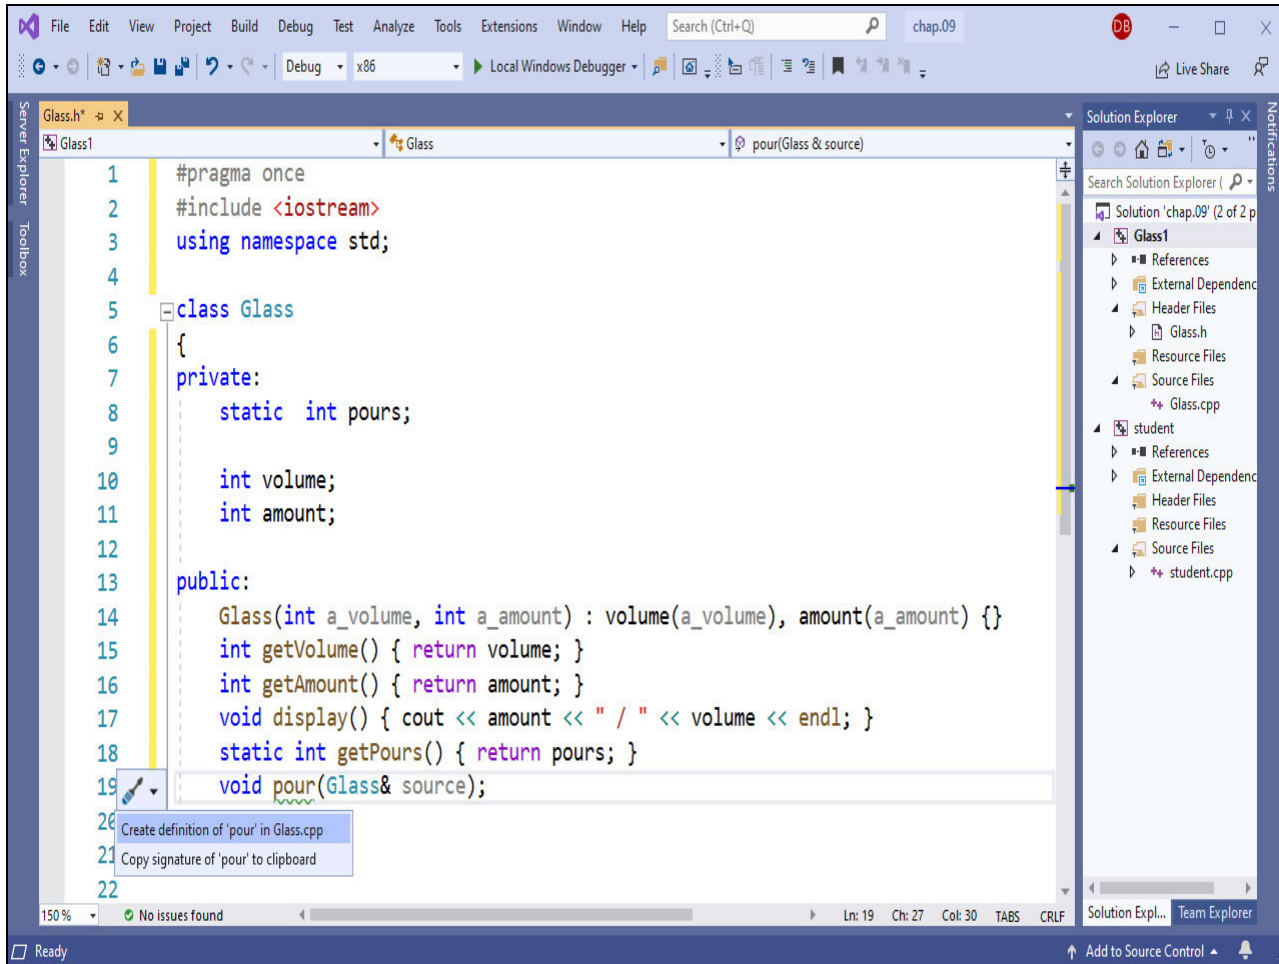 File Edit View Project Build Debug Test Analyze Tools Extensions Window Help Search (Ctrl+Q) chap.09 DB
Debug x86 Local Windows Debugger Live Share
Server Explorer
Toolbox
Glass.h*
Glass1 Glass pour(Glass & source)
1 #pragma once
2 #include <iostream>
3 using namespace std;
4
5 class Glass
6 {
7 private:
8 static  int pours;
9
10 int volume;
11 int amount;
12
13 public:
14 Glass(int a_volume, int a_amount) : volume(a_volume), amount(a_amount) {}
15 int getVolume() { return volume; }
16 int getAmount() { return amount; }
17 void display() { cout << amount << " / " << volume << endl; }
18 static int getPours() { return pours; }
19 void pour(Glass& source);
20
Create definition of 'pour' in Glass.cpp
21
Copy signature of 'pour' to clipboard
22
150 % No issues found Ln: 19 Ch: 27 Col: 30 TABS CRLF
Solution Explorer
Search Solution Explorer (
Solution 'chap.09' (2 of 2 p
Glass1
References
External Dependenc
Header Files
Glass.h
Resource Files
Source Files
Glass.cpp
student
References
External Dependenc
Header Files
Resource Files
Source Files
student.cpp
Solution Expl... Team Explorer
Notifications
Ready Add to Source Control